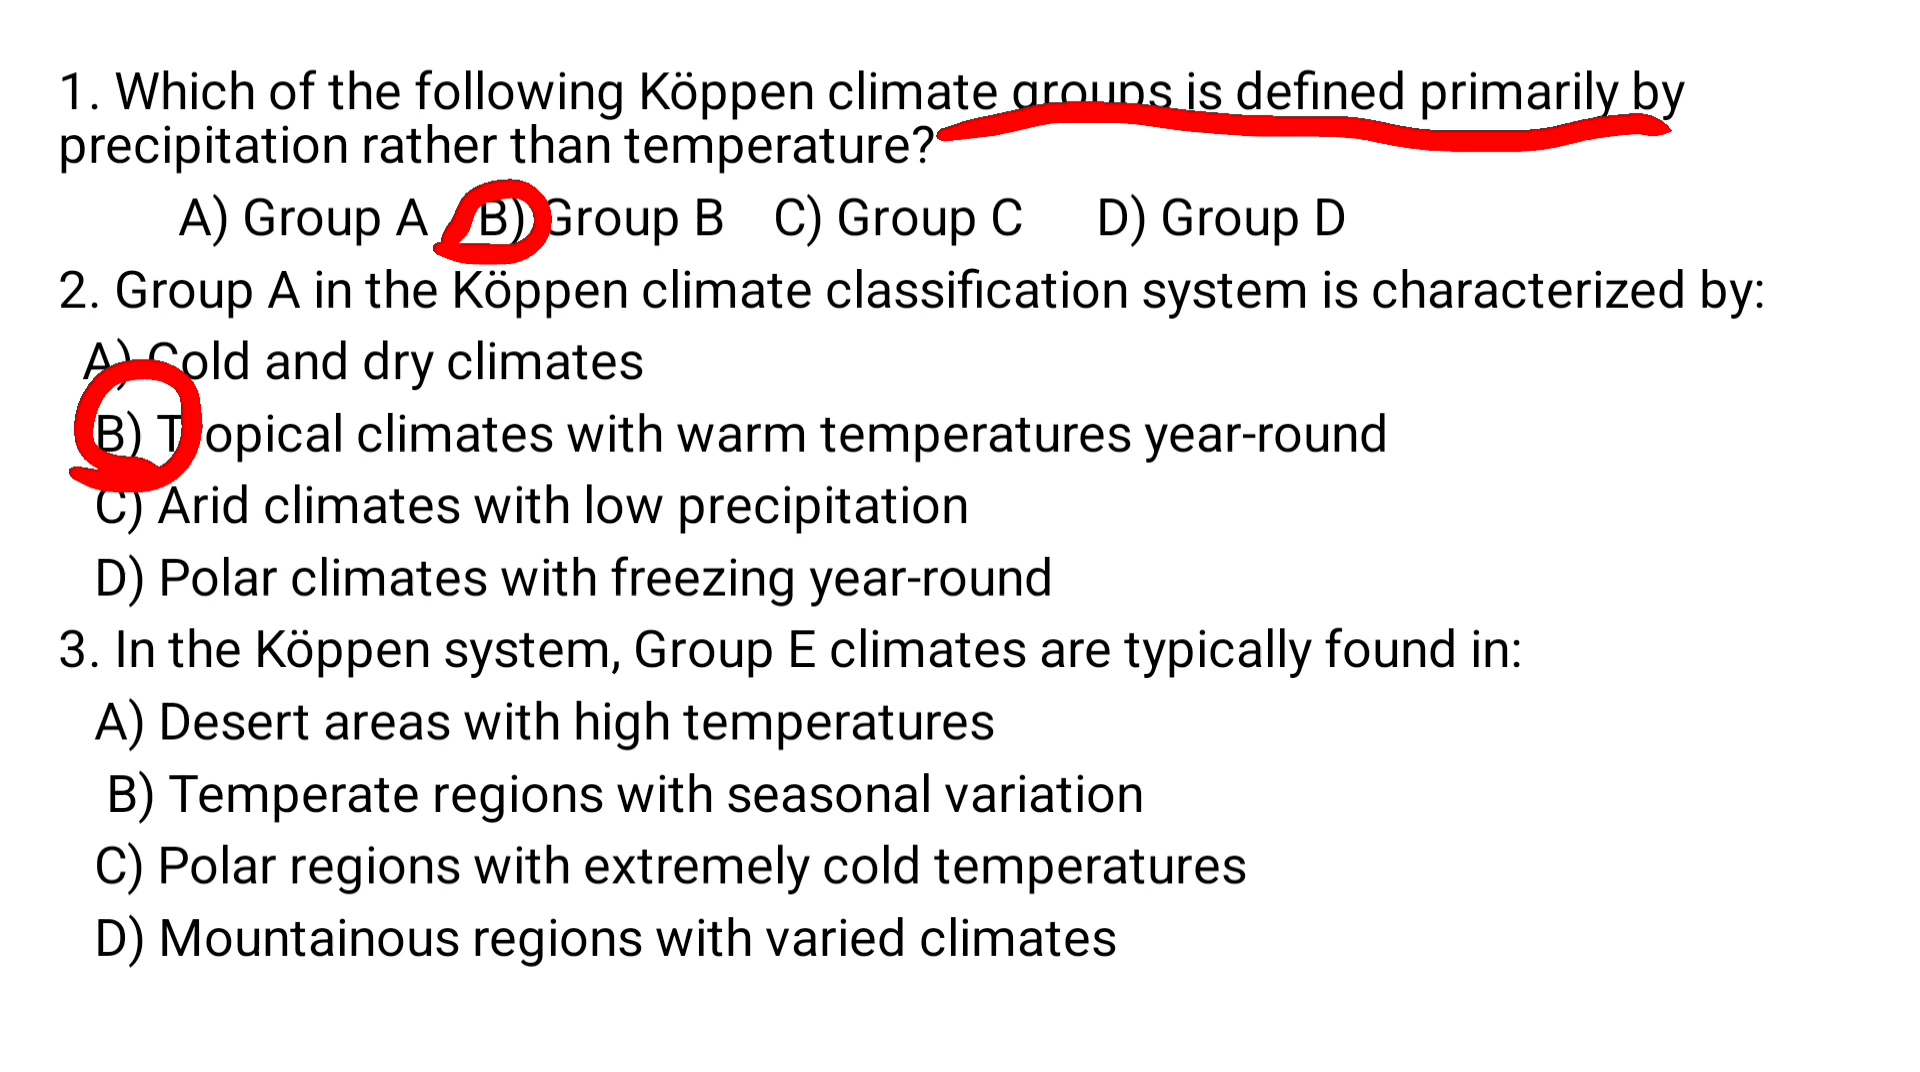 1. Which of the following Köppen climate groups is defined primarily by
precipitation rather than temperature?
A) Group A B) Group B C) Group C D) Group D
2. Group A in the Köppen climate classification system is characterized by:
A) Cold and dry climates
B) Tropical climates with warm temperatures year-round
C) Arid climates with low precipitation
D) Polar climates with freezing year-round
3. In the Köppen system, Group E climates are typically found in:
A) Desert areas with high temperatures
B) Temperate regions with seasonal variation
C) Polar regions with extremely cold temperatures
D) Mountainous regions with varied climates